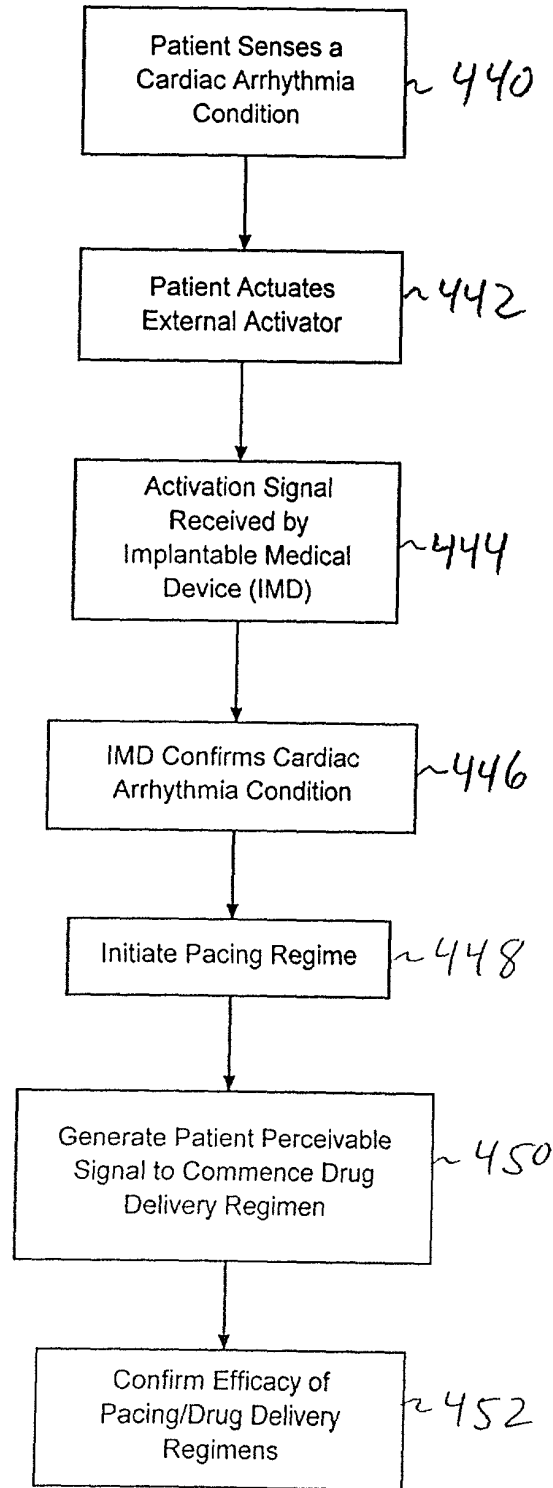 Patient Senses a
Cardiac Arrhythmia
Condition
440
Patient Actuates
External Activator
442
Activation Signal
Received by
Implantable Medical
Device (IMD)
444
IMD Confirms Cardiac
Arrhythmia Condition
446
Initiate Pacing Regime
448
Generate Patient Perceivable
Signal to Commence Drug
Delivery Regimen
450
Confirm Efficacy of
Pacing/Drug Delivery
Regimens
452